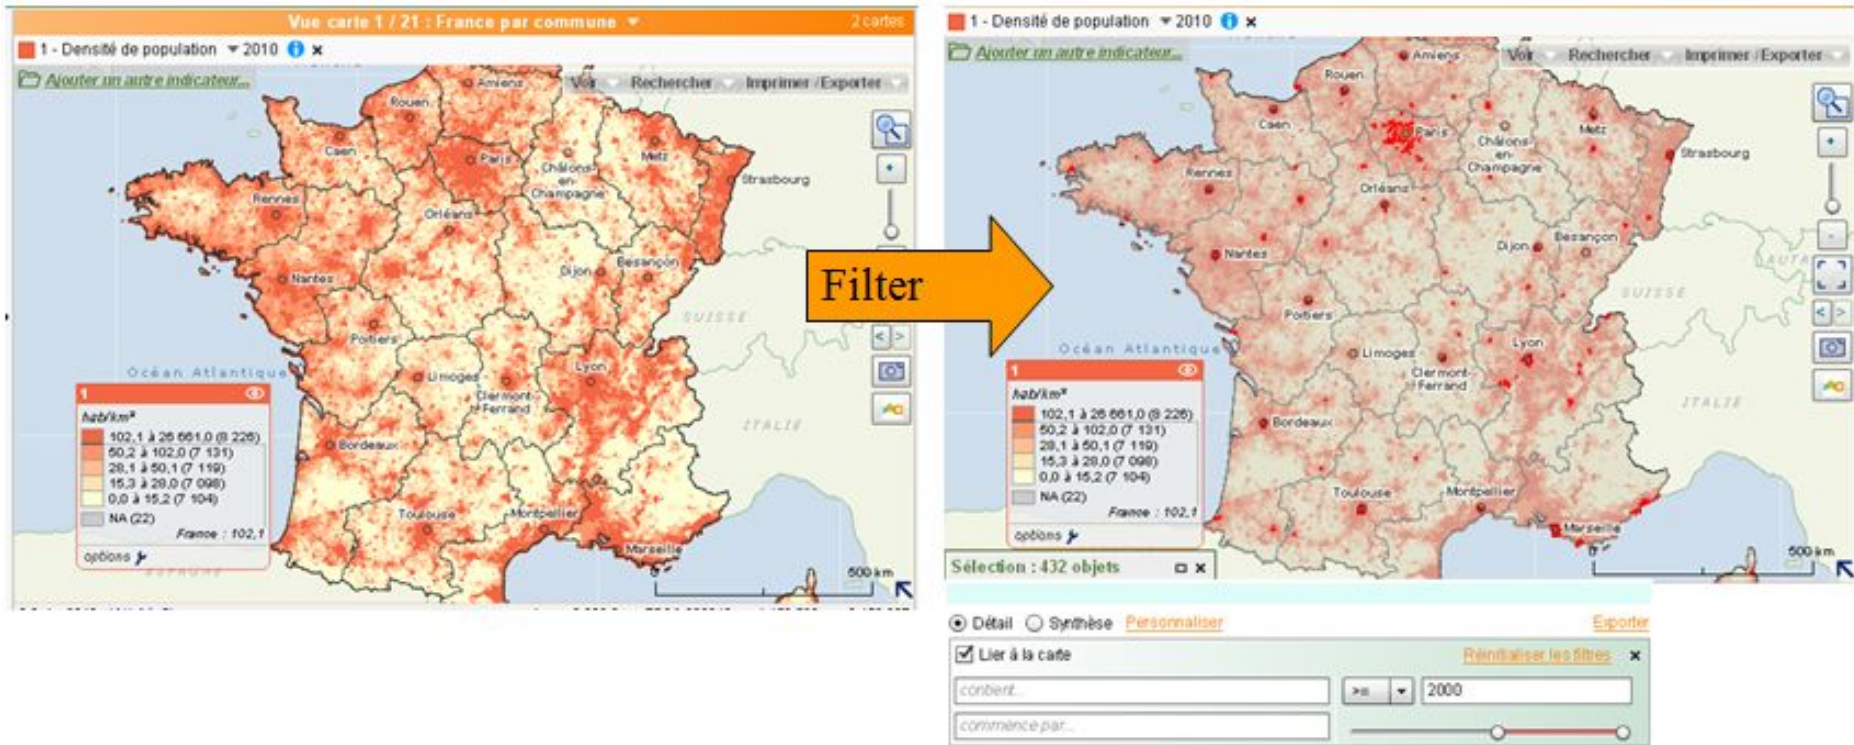 Vue carte 1 / 21 : France par commune
2 cartes
1 - Densité de population 2010
Ajouter un autre indicateur...
Voir Rechercher Imprimer / Exporter
Amiens
Rouen
Caen
Paris
Metz
Châlons-en-Champagne
Strasbourg
Rennes
Orléans
Nantes
Dijon
Besançon
SUISSE
Poitiers
Océan Atlantique
Limoges
Lyon
Clermont-Ferrand
ITALIE
Bordeaux
Toulouse
Montpellier
Marseille
500 km
0
1
hab/km²
102,1 à 26 661,0 (8 226)
50,2 à 102,0 (7 131)
28,1 à 50,1 (7 119)
15,3 à 28,0 (7 098)
0,0 à 15,2 (7 104)
NA (22)
France : 102,1
options
ESPAGNE
Filter
1 - Densité de population 2010
Ajouter un autre indicateur...
Voir Rechercher Imprimer / Exporter
Amiens
Rouen
Caen
Paris
Metz
Châlons-en-Champagne
Strasbourg
Rennes
Orléans
Nantes
Dijon
Besançon
SUISSE
Poitiers
Océan Atlantique
Limoges
Lyon
Clermont-Ferrand
ITALIE
Bordeaux
Toulouse
Montpellier
Marseille
500 km
0
1
hab/km²
102,1 à 26 661,0 (8 226)
50,2 à 102,0 (7 131)
28,1 à 50,1 (7 119)
15,3 à 28,0 (7 098)
0,0 à 15,2 (7 104)
NA (22)
France : 102,1
options
Sélection : 432 objets
Détail Synthèse Personnaliser Exporter
Lier à la carte Réinitialiser les filtres
contient... >= 2000
commence par...